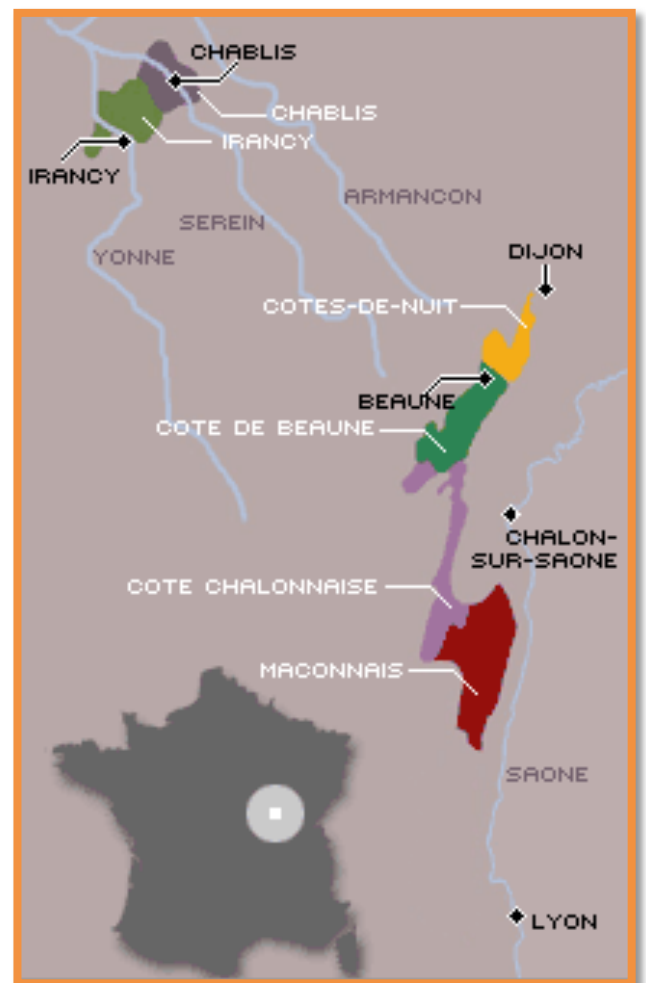 CHABLIS
CHABLIS
IRANCY
IRANCY
ARMANCON
SEREIN
YONNE
DIJON
COTES-DE-NUIT
BEAUNE
COTE DE BEAUNE
CHALON-
SUR-SAONE
COTE CHALONNAISE
MACONNAIS
SAONE
LYON